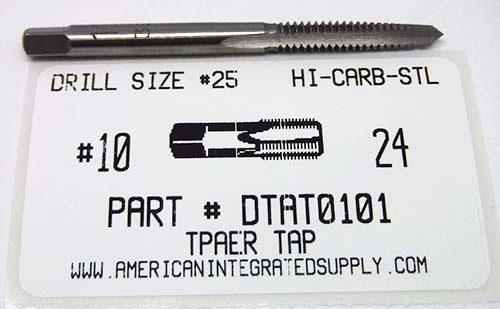 DRILL SIZE #25 HI-CARB-STL
#10 24
PART # DTAT0101
TPAER TAP
WWW.AMERICANINTEGRATEDSUPPLY.COM